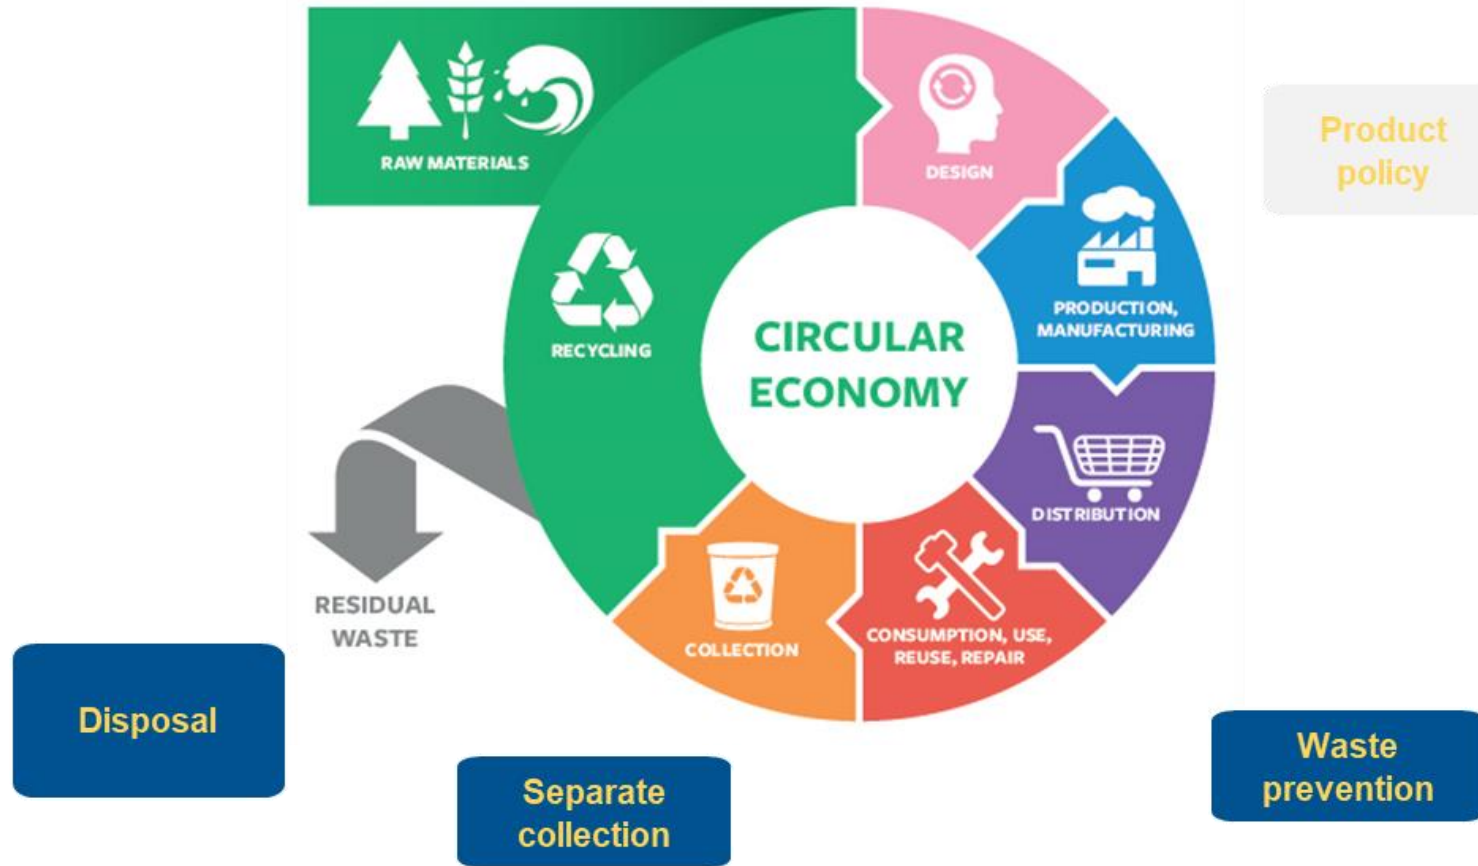 RAW MATERIALS
DESIGN
Product
policy
PRODUCTION,
MANUFACTURING
RECYCLING
CIRCULAR
ECONOMY
DISTRIBUTION
RESIDUAL
WASTE
CONSUMPTION, USE,
REUSE, REPAIR
COLLECTION
Disposal
Separate
collection
Waste
prevention